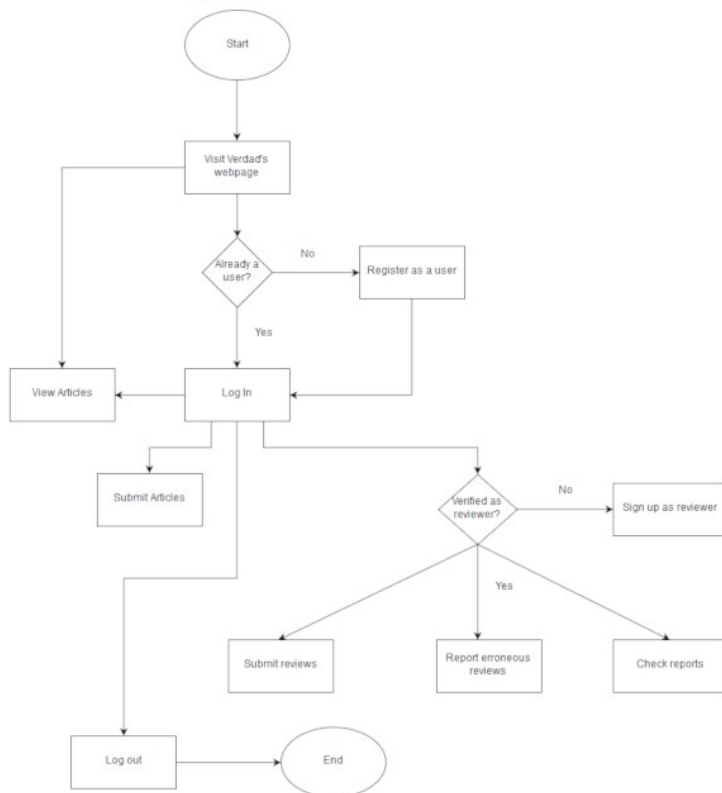 Start
Visit Verdad's
webpage
Already a
user?
No
Register as a user
Yes
View Articles
Log In
Submit Articles
Verified as
reviewer?
No
Sign up as reviewer
Yes
Submit reviews
Report erroneous
reviews
Check reports
Log out
End